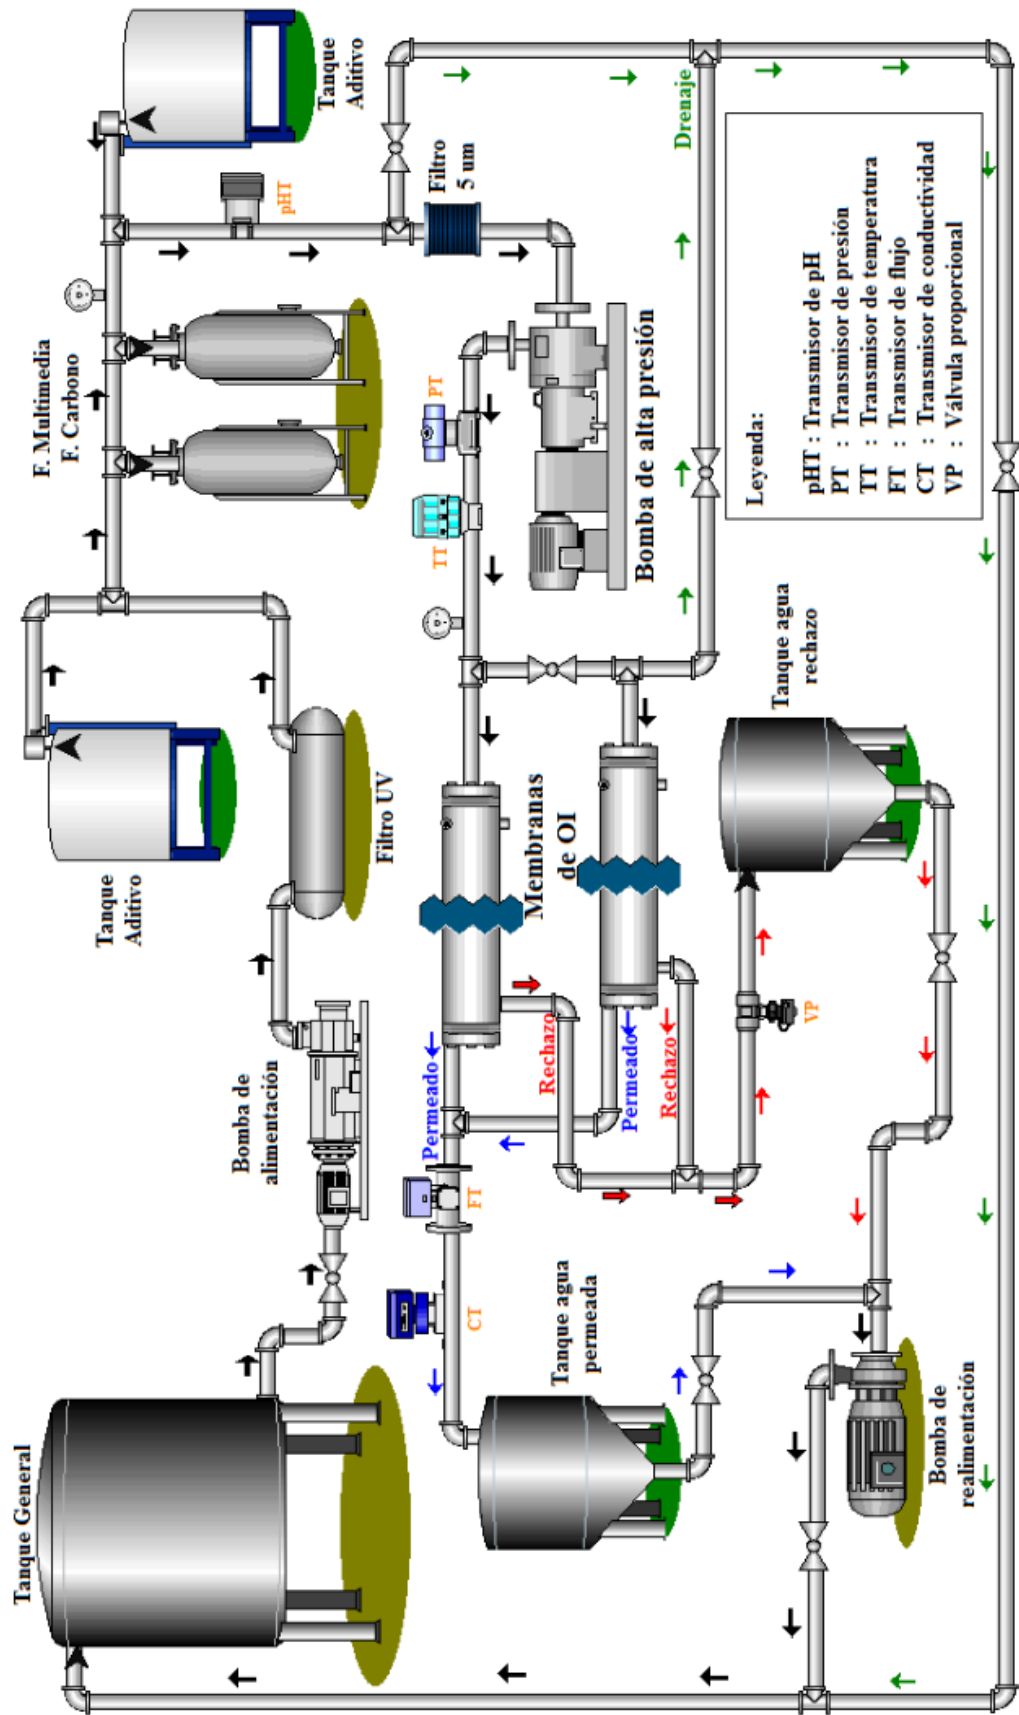 Tanque General
Bomba de
alimentación
Tanque
Aditivo
Filtro UV
F. Multimedia
F. Carbono
Tanque
Aditivo
pHT
Filtro
5 um
Drenaje
CT
FT
Permeado
Rechazo
Membranas
de OI
TT
PT
Bomba de alta presión
Permeado
Rechazo
Tanque agua
permeada
VP
Tanque agua
rechazo
Bomba de
realimentación
Leyenda:
pHT : Transmisor de pH
PT : Transmisor de presión
TT : Transmisor de temperatura
FT : Transmisor de flujo
CT : Transmisor de conductividad
VP : Válvula proporcional